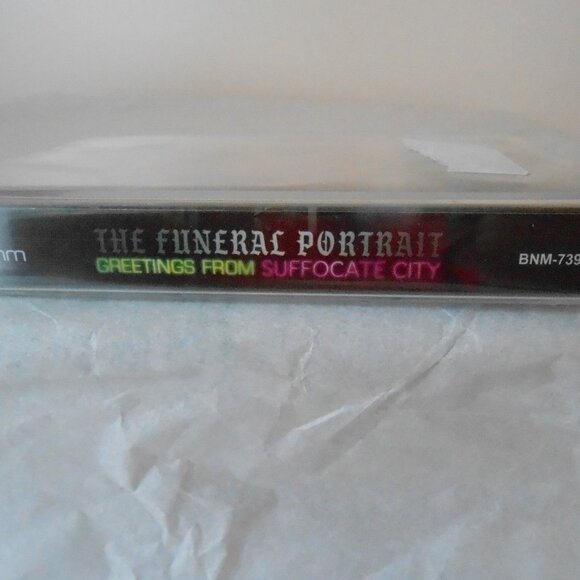 THE FUNERAL PORTRAIT
GREETINGS FROM SUFFOCATE CITY
BNM-739